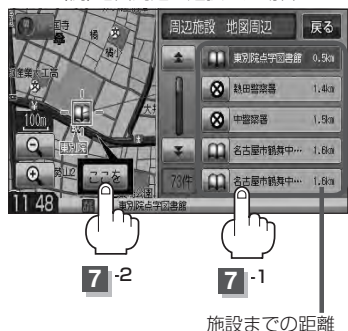 周辺施設 地図周辺
戻る
東別院点字図書館 0.5km
熱田警察署 1.4km
中警察署 1.5km
名古屋市鶴舞中… 1.6km
73件
名古屋市鶴舞中… 1.6km
100m
東別院
ここを
11 48
東別院点字図書館
7 -2
7 -1
施設までの距離